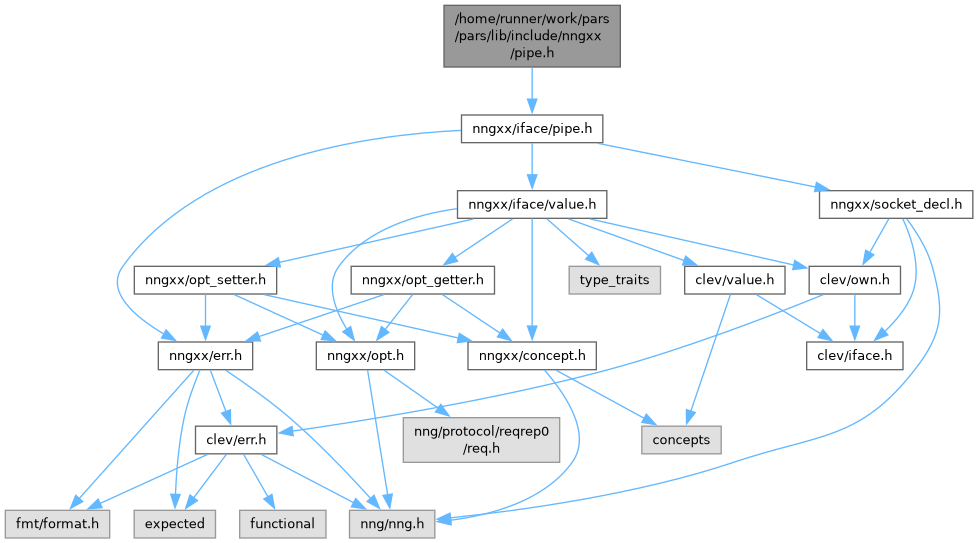 /home/runner/work/pars
/pars/lib/include/nngxx
/pipe.h
nngxx/iface/pipe.h
nngxx/iface/value.h
nngxx/socket_decl.h
nngxx/opt_setter.h
nngxx/opt_getter.h
type_traits
clev/value.h
clev/own.h
nngxx/err.h
nngxx/opt.h
nngxx/concept.h
clev/iface.h
clev/err.h
nng/protocol/reqrep0
/req.h
concepts
fmt/format.h
expected
functional
nng/nng.h